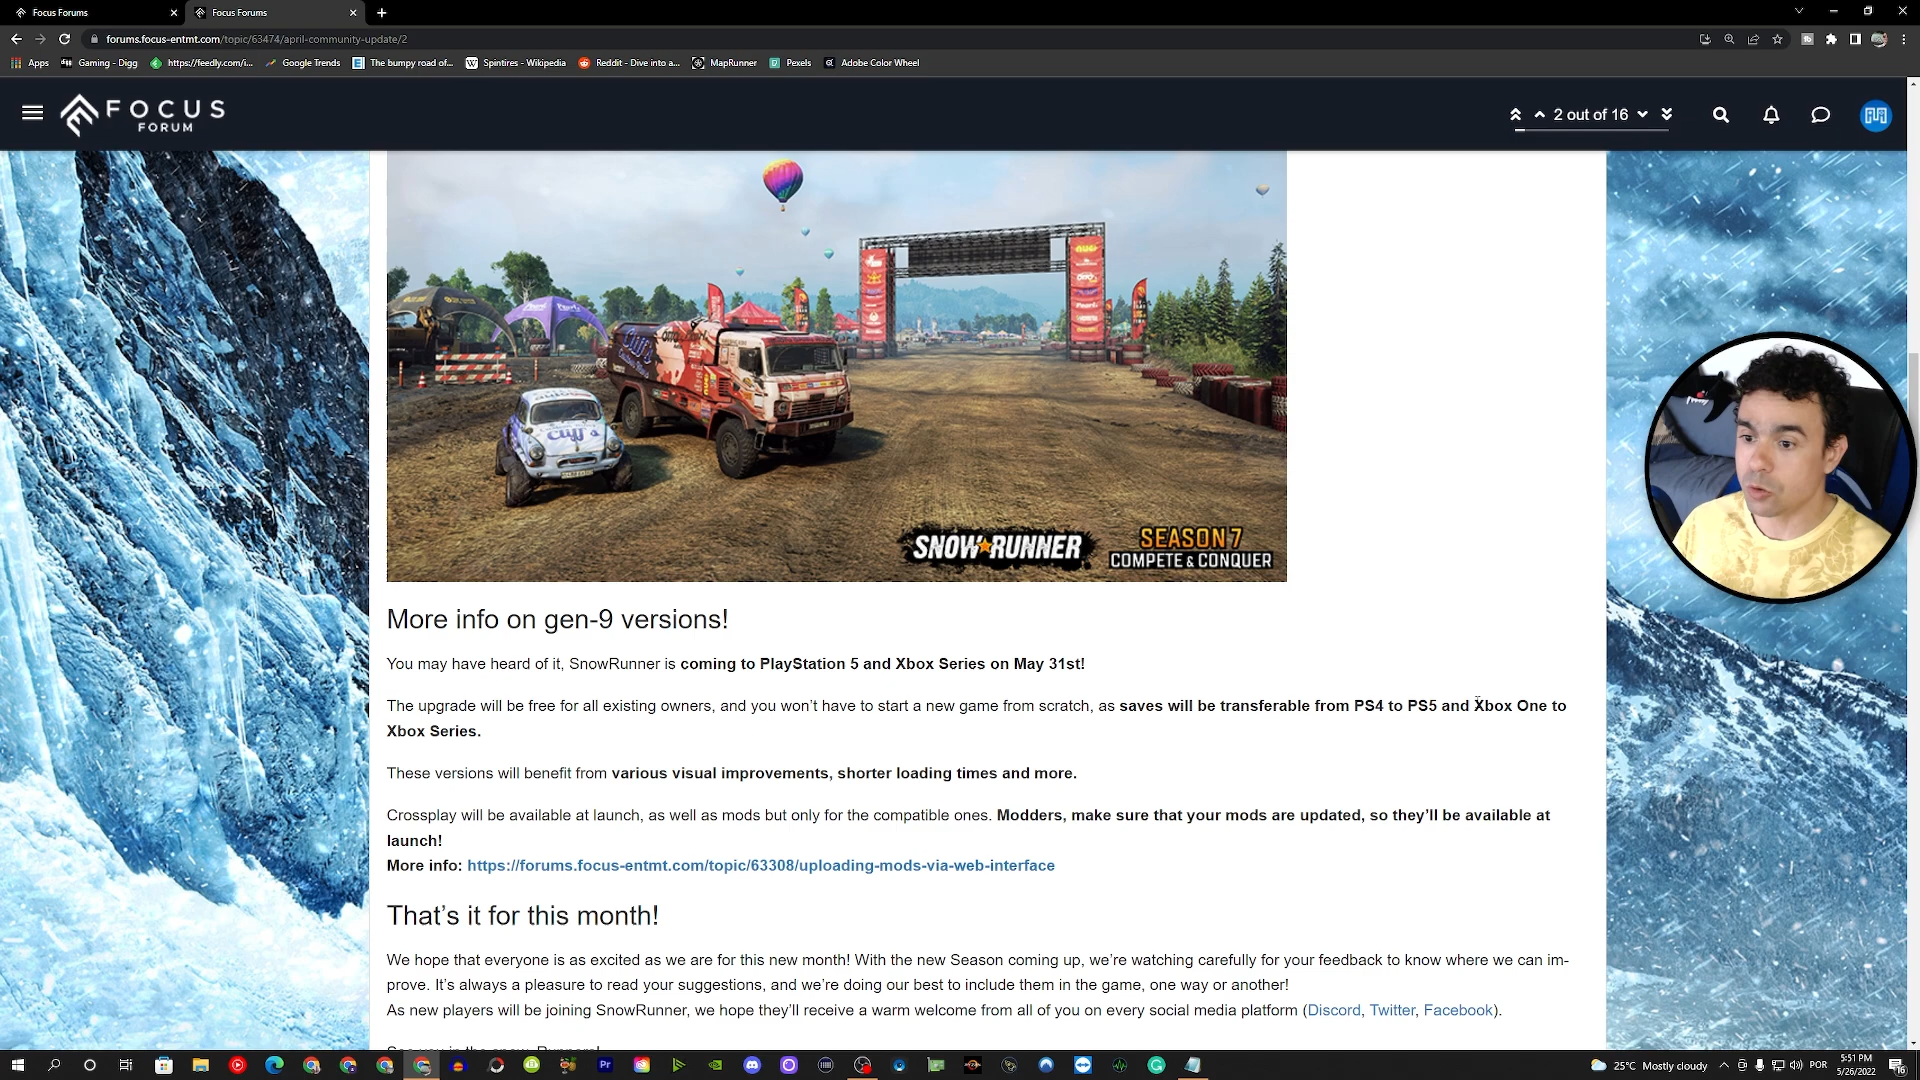 Focus Forums
Focus Forums
forums.focus-entmt.com/topic/63474/april-community-update/2
Apps
Gaming - Digg
https://feedly.com/i...
Google Trends
The bumpy road of...
Spintires - Wikipedia
Reddit - Dive into a...
MapRunner
Pexels
Adobe Color Wheel
FOCUS
FORUM
2 out of 16
Cliff's
SNOWRUNNER
SEASON 7
COMPETE & CONQUER
More info on gen-9 versions!
You may have heard of it, SnowRunner is coming to PlayStation 5 and Xbox Series on May 31st!
The upgrade will be free for all existing owners, and you won't have to start a new game from scratch, as saves will be transferable from PS4 to PS5 and Xbox One to
Xbox Series.
These versions will benefit from various visual improvements, shorter loading times and more.
Crossplay will be available at launch, as well as mods but only for the compatible ones. Modders, make sure that your mods are updated, so they'll be available at
launch!
More info: https://forums.focus-entmt.com/topic/63308/uploading-mods-via-web-interface
That's it for this month!
We hope that everyone is as excited as we are for this new month! With the new Season coming up, we're watching carefully for your feedback to know where we can im-
prove. It's always a pleasure to read your suggestions, and we're doing our best to include them in the game, one way or another!
As new players will be joining SnowRunner, we hope they'll receive a warm welcome from all of you on every social media platform (Discord, Twitter, Facebook).
See you in the snow, Runners!
25°C Mostly cloudy
POR
5:51 PM
5/26/2022
16